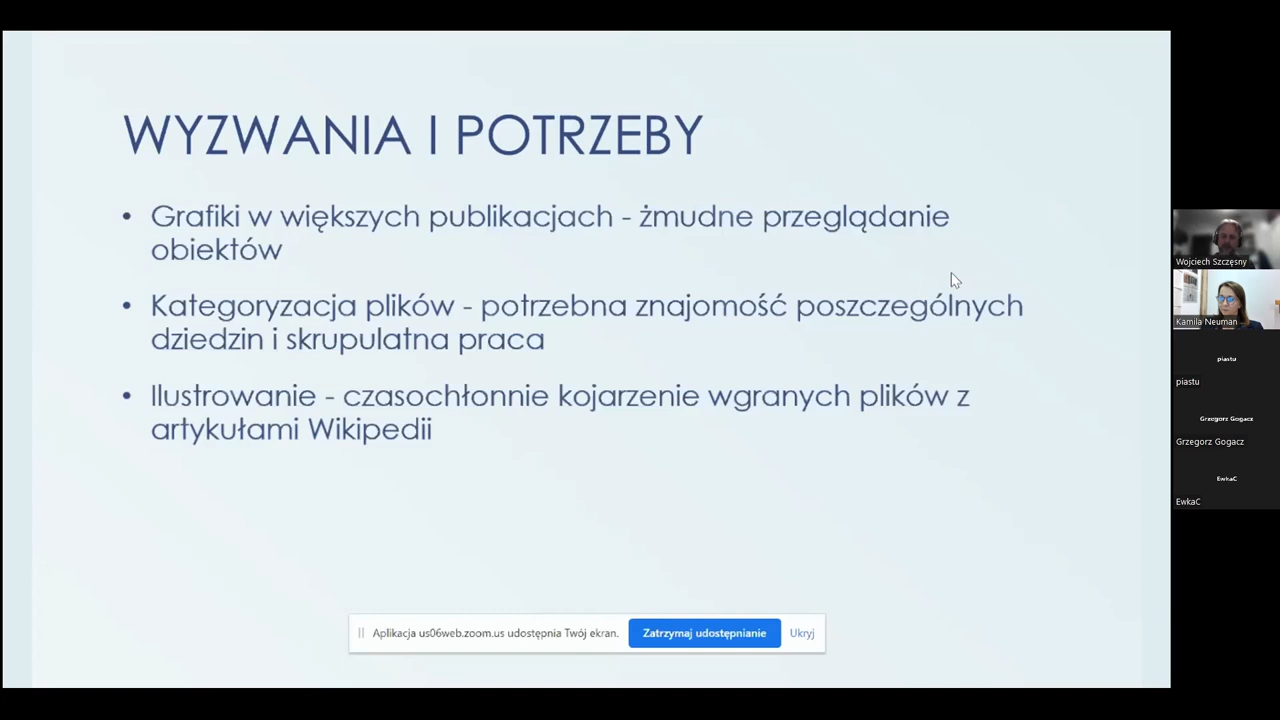 WYZWANIA I POTRZEBY
• Grafiki w większych publikacjach - żmudne przeglądanie
obiektów
• Kategoryzacja plików - potrzebna znajomość poszczególnych
dziedzin i skrupulatna praca
• Ilustrowanie - czasochłonnie kojarzenie wgranych plików z
artykułami Wikipedii
Aplikacja us06web.zoom.us udostępnia Twój ekran. Zatrzymaj udostępnianie Ukryj
Wojciech Szczęsny
Kamila Neuman
piastu
piastu
Grzegorz Gogacz
Grzegorz Gogacz
EwkaC
EwkaC